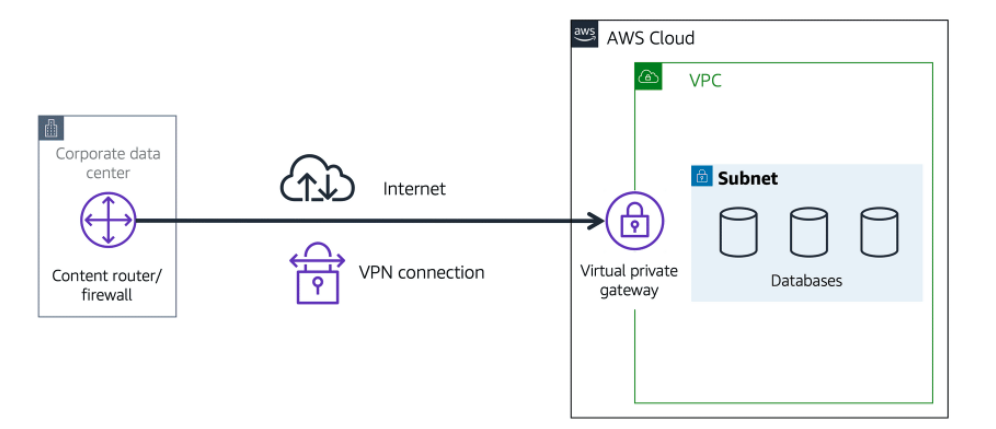 aws
AWS Cloud
VPC
Corporate data
center
Subnet
Internet
Content router/
firewall
VPN connection
Virtual private
gateway
Databases